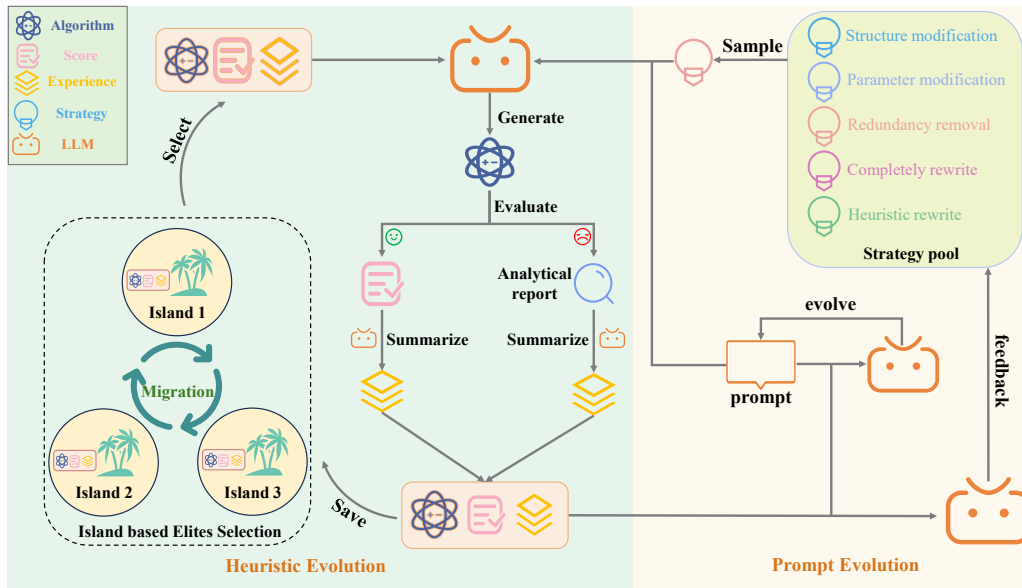 Algorithm
Score
Experience
Strategy
LLM
Select
Generate
Evaluate
Analytical
report
Summarize
Summarize
Island 1
Migration
Island 2
Island 3
Island based Elites Selection
Save
Heuristic Evolution
Sample
Structure modification
Parameter modification
Redundancy removal
Completely rewrite
Heuristic rewrite
Strategy pool
evolve
prompt
feedback
Prompt Evolution